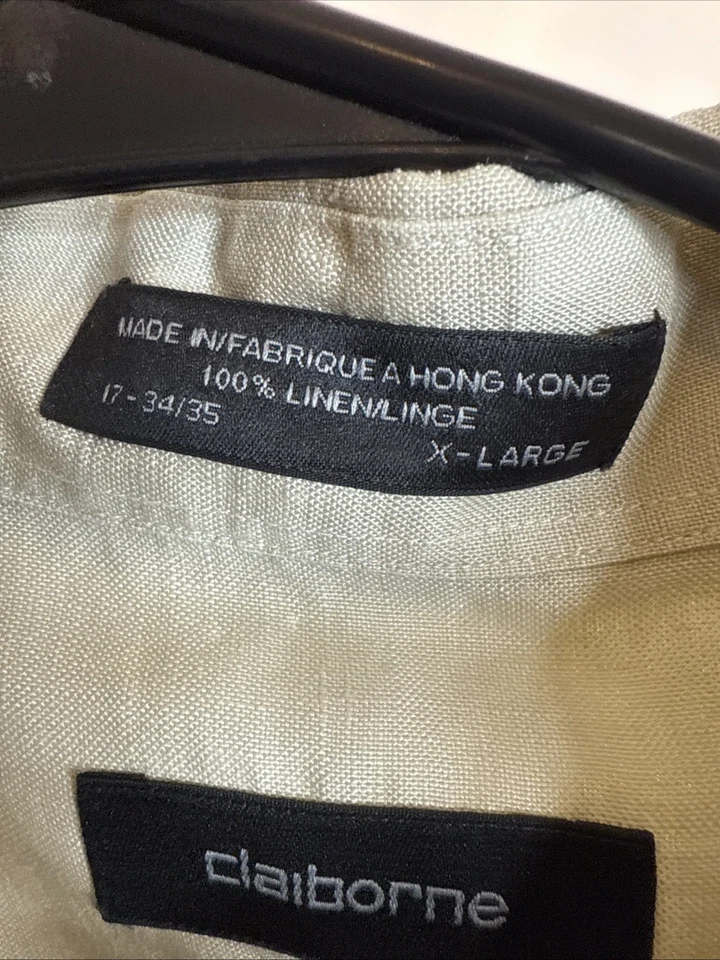 MADE IN/FABRIQUE A HONG KONG
100% LINEN/LINGE
17-34/35
X-LARGE
claiborne